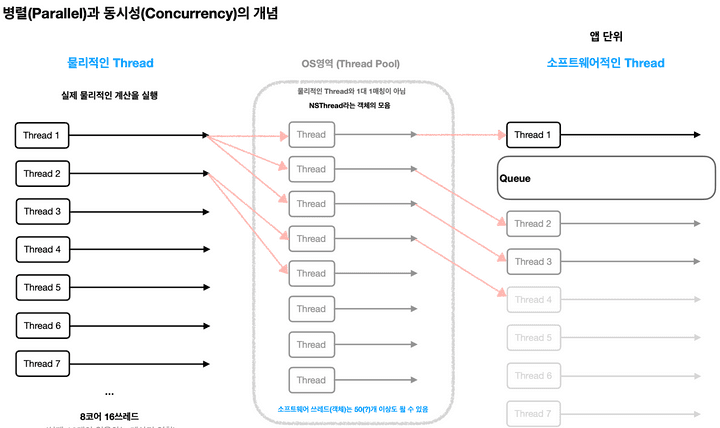 병렬(Parallel)과 동시성(Concurrency)의 개념
물리적인 Thread
실제 물리적인 계산을 실행
Thread 1
Thread 2
Thread 3
Thread 4
Thread 5
Thread 6
Thread 7
...
8코어 16쓰레드
OS영역 (Thread Pool)
물리적인 Thread와 1대 1매칭이 아님
NSThread라는 객체의 모음
Thread
Thread
Thread
Thread
Thread
Thread
Thread
Thread
소프트웨어 쓰레드(객체)는 50(?)개 이상도 될 수 있음
앱 단위
소프트웨어적인 Thread
Thread 1
Queue
Thread 2
Thread 3
Thread 4
Thread 5
Thread 6
Thread 7